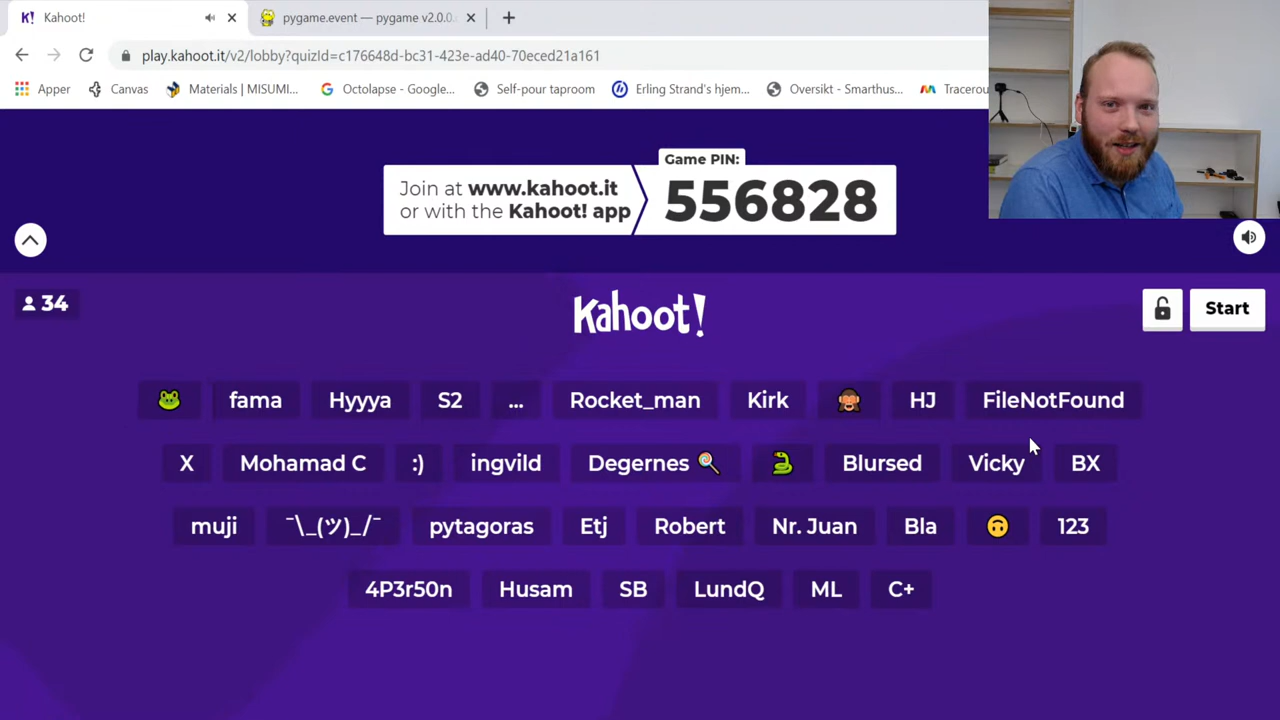 K! Kahoot!
pygame.event — pygame v2.0.0.
play.kahoot.it/v2/lobby?quizId=c176648d-bc31-423e-ad40-70eced21a161
Apper Canvas Materials | MISUMI... Octolapse - Google... Self-pour taproom Erling Strand's hjem... Oversikt - Smarthus... Tracerou
Game PIN:
Join at www.kahoot.it
or with the Kahoot! app
556828
34
Kahoot!
Start
🐸 fama Hyyya S2 ... Rocket_man Kirk 🙈 HJ FileNotFound
X Mohamad C :) ingvild Degernes 🍭 🐍 Blursed Vicky BX
muji ¯\_(ツ)_/¯ pytagoras Etj Robert Nr. Juan Bla 🙃 123
4P3r50n Husam SB LundQ ML C+